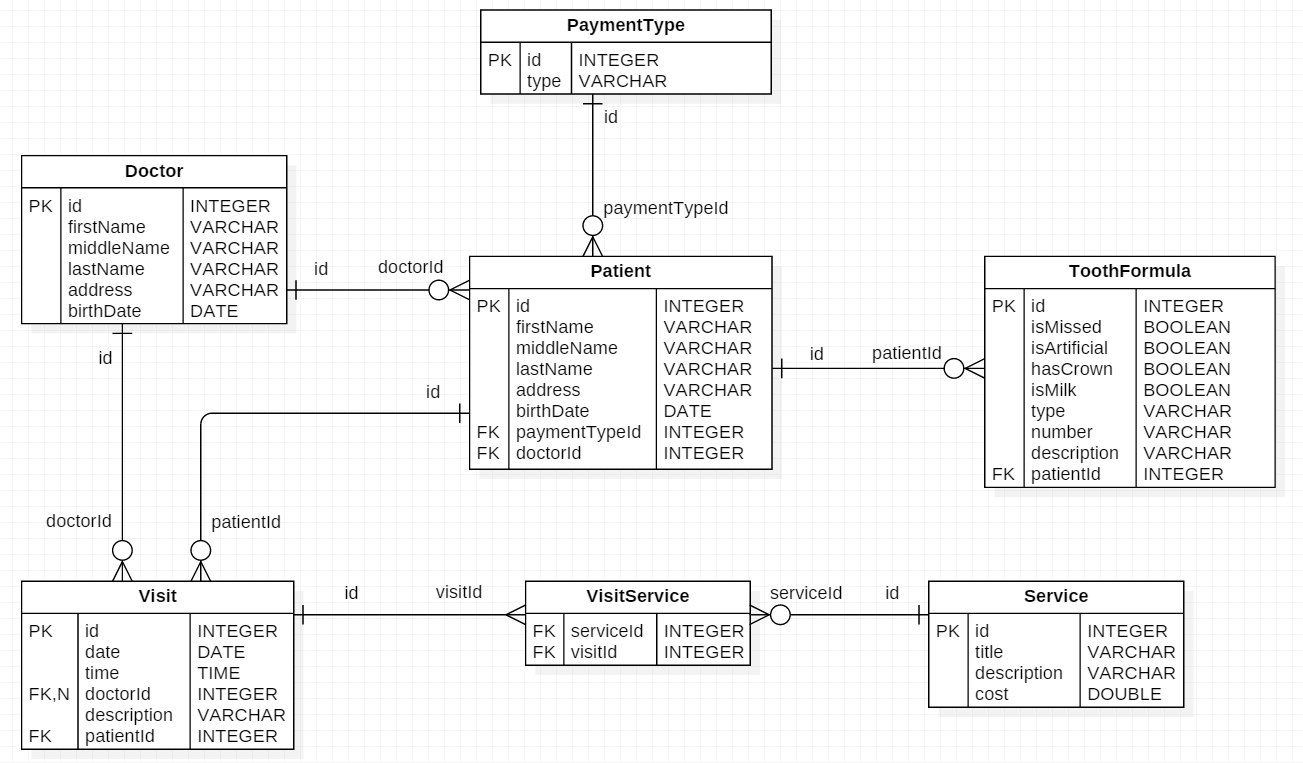 PaymentType
PK id INTEGER
type VARCHAR
id
paymentTypeId
Doctor
PK id INTEGER
firstName VARCHAR
middleName VARCHAR
lastName VARCHAR
address VARCHAR
birthDate DATE
id doctorId
id
Patient
PK id INTEGER
firstName VARCHAR
middleName VARCHAR
lastName VARCHAR
address VARCHAR
birthDate DATE
FK paymentTypeId INTEGER
FK doctorId INTEGER
id patientId
ToothFormula
PK id INTEGER
isMissed BOOLEAN
isArtificial BOOLEAN
hasCrown BOOLEAN
isMilk BOOLEAN
type VARCHAR
number VARCHAR
description VARCHAR
FK patientId INTEGER
id
doctorId patientId
Visit
PK id INTEGER
date DATE
time TIME
FK,N doctorId INTEGER
description VARCHAR
FK patientId INTEGER
id visitId
VisitService
FK serviceId INTEGER
FK visitId INTEGER
serviceId id
Service
PK id INTEGER
title VARCHAR
description VARCHAR
cost DOUBLE